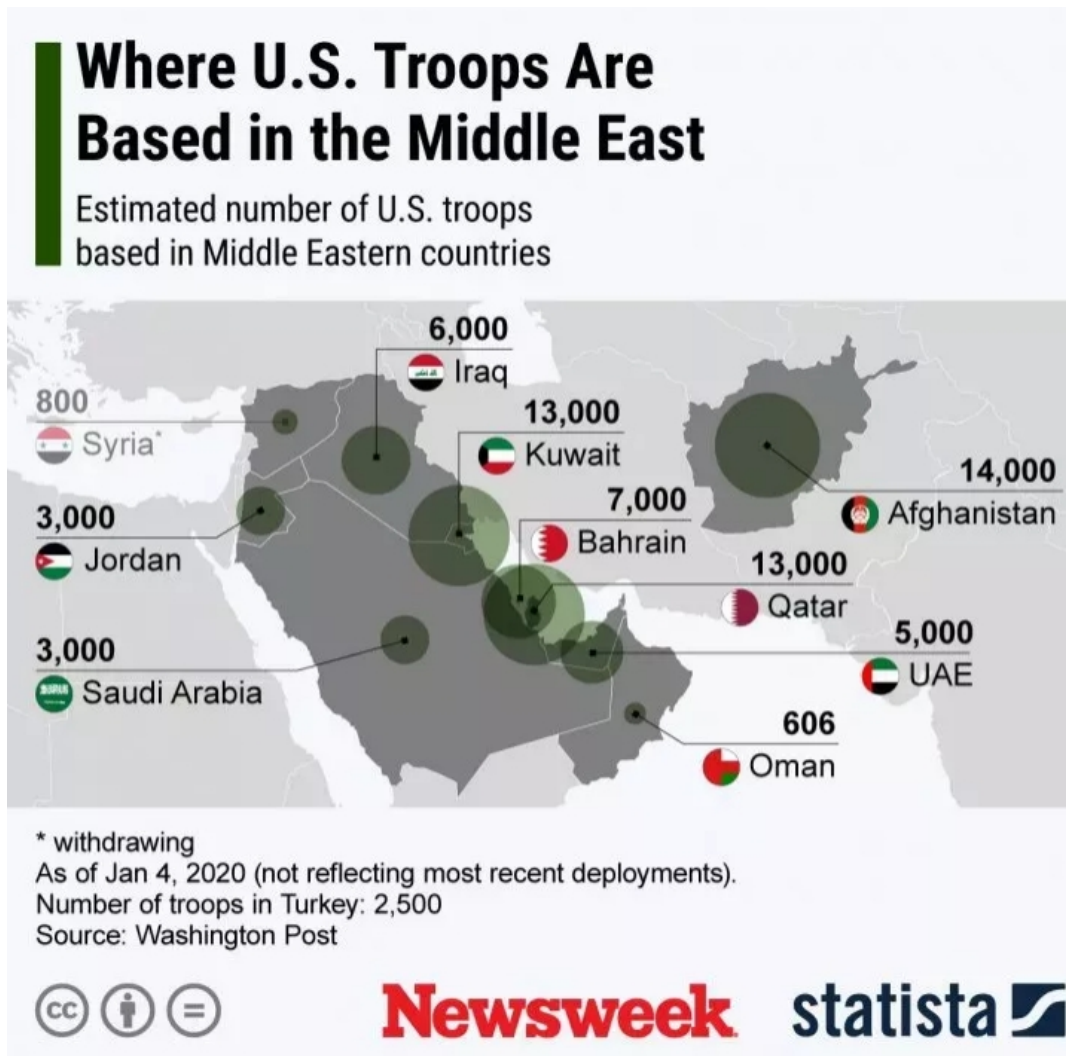 Where U.S. Troops Are
Based in the Middle East
Estimated number of U.S. troops
based in Middle Eastern countries
6,000
Iraq
800
Syria*
13,000
Kuwait
14,000
Afghanistan
3,000
Jordan
7,000
Bahrain
13,000
Qatar
3,000
Saudi Arabia
5,000
UAE
606
Oman
* withdrawing
As of Jan 4, 2020 (not reflecting most recent deployments).
Number of troops in Turkey: 2,500
Source: Washington Post
cc
Newsweek
statista